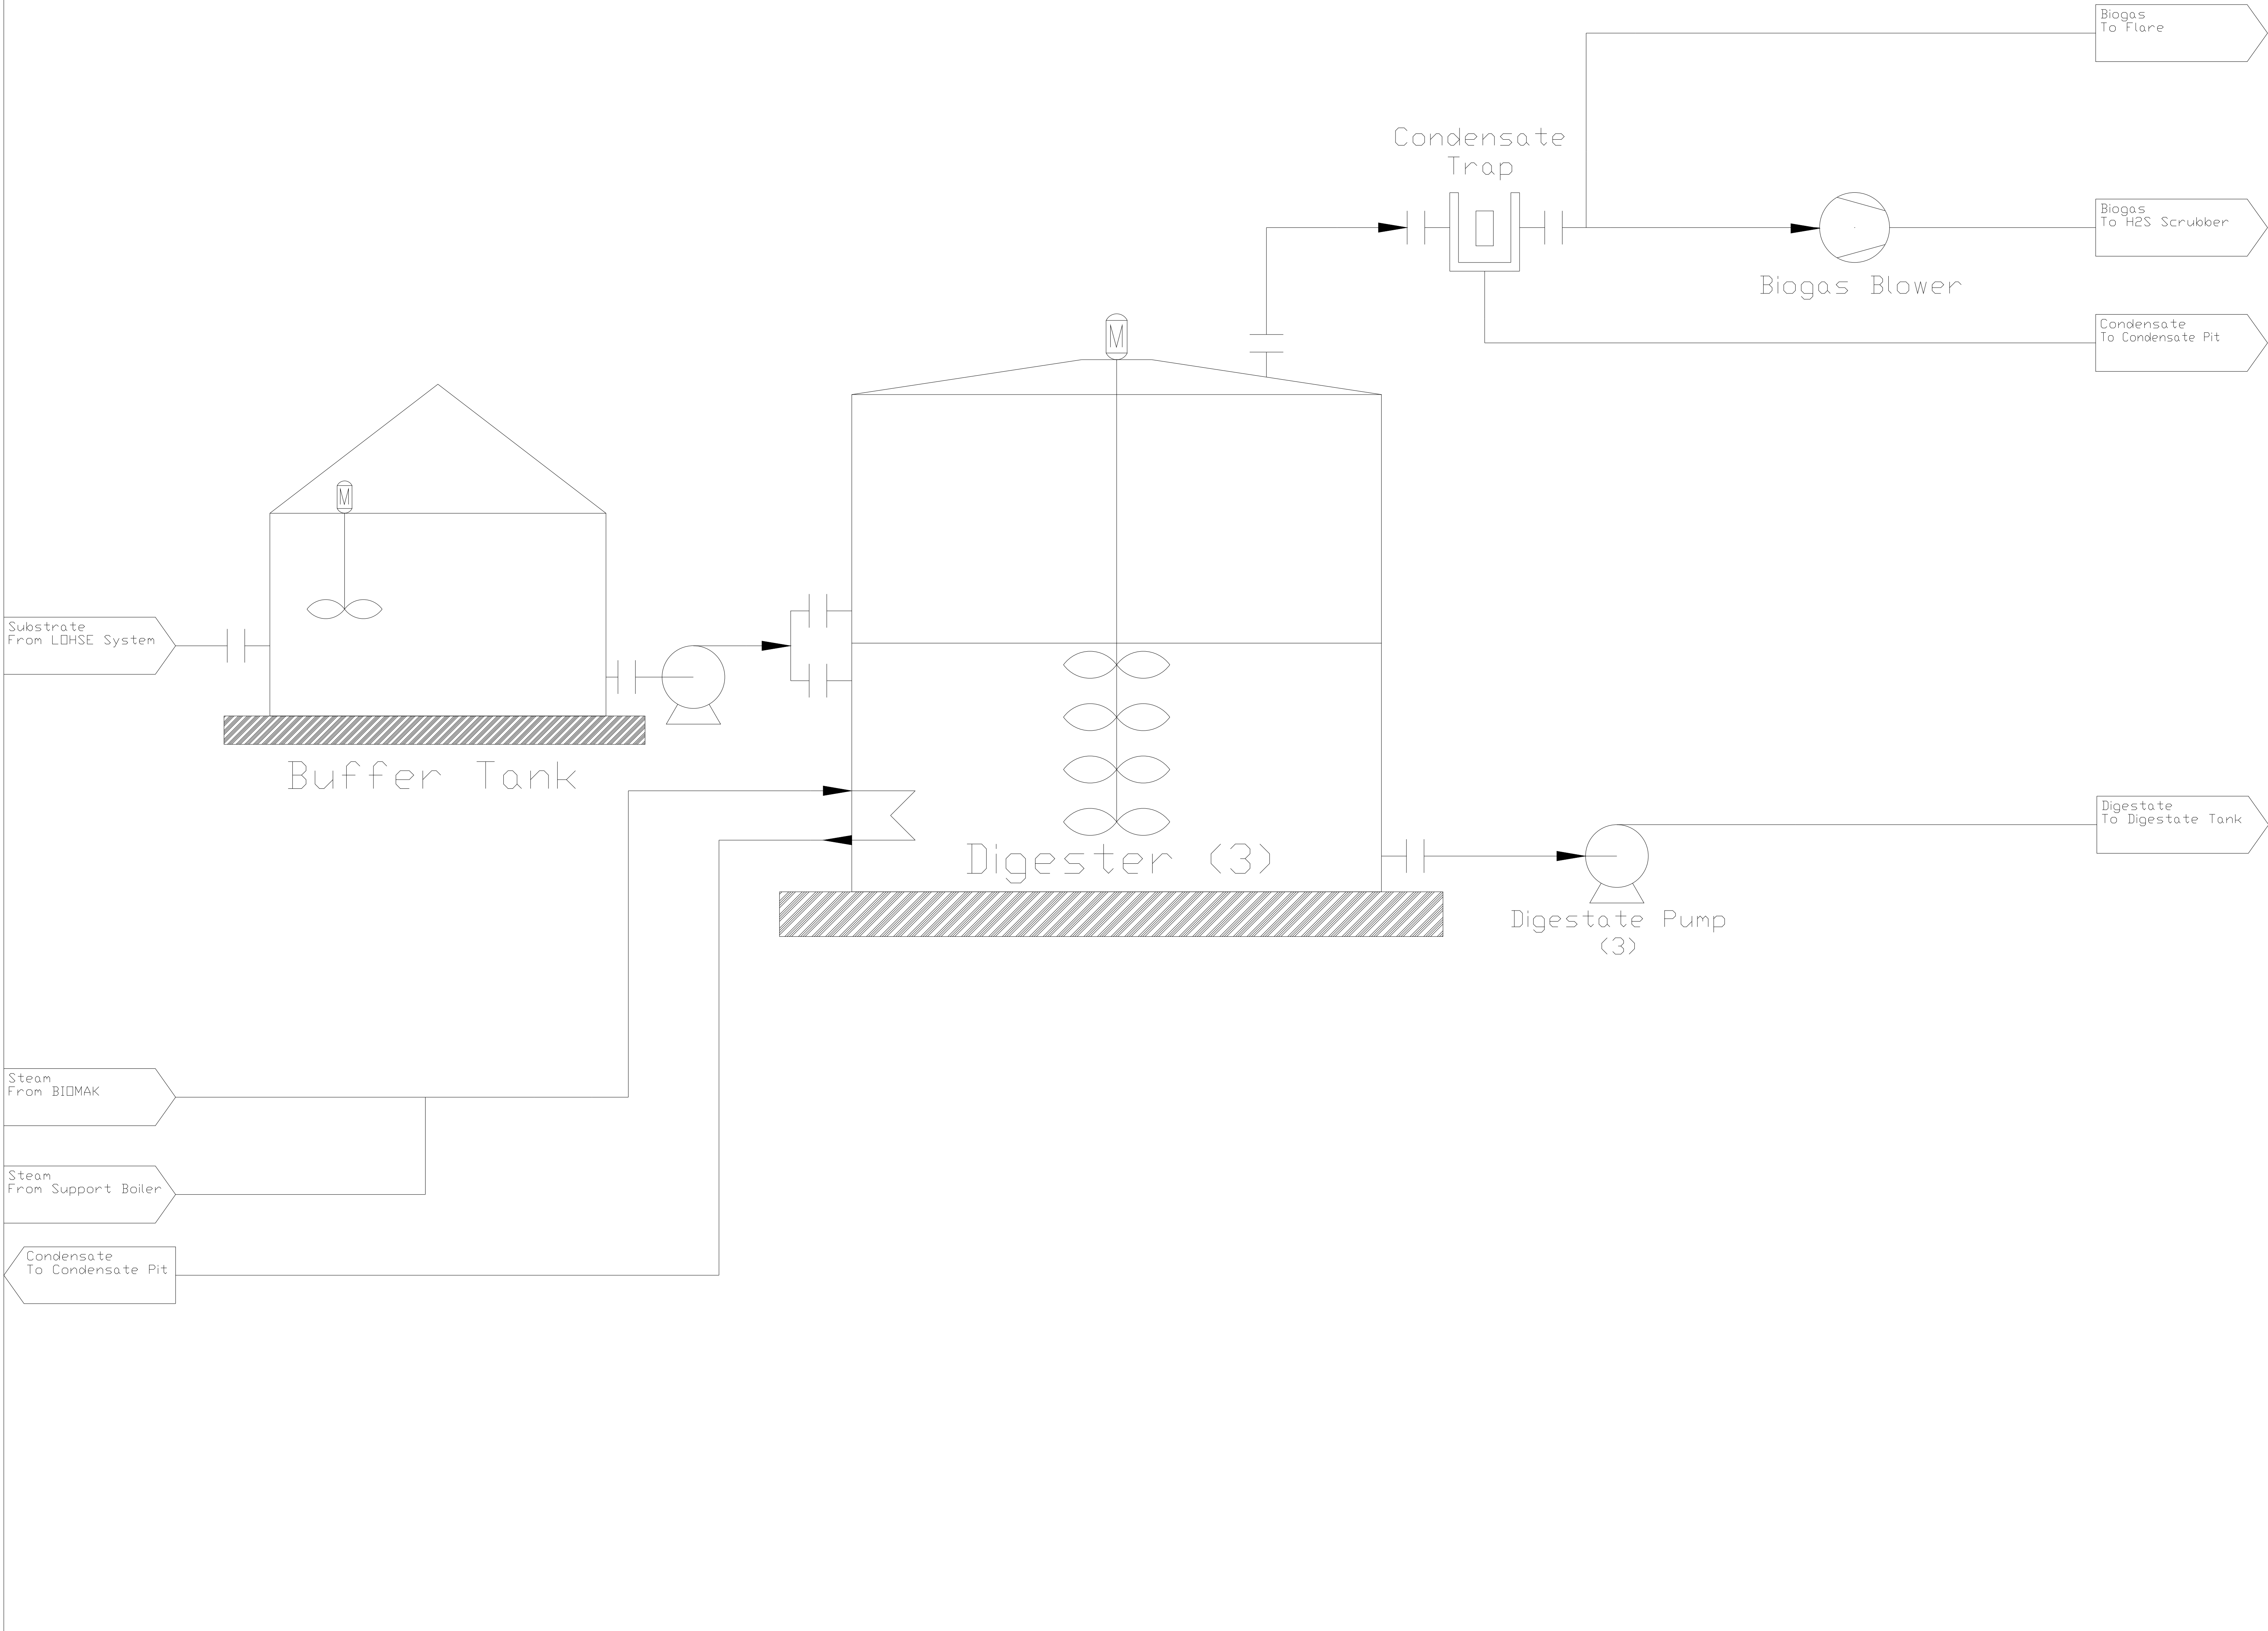 Biogas
To Flare
Condensate
Trap
Biogas
To H2S Scrubber
Biogas Blower
Condensate
To Condensate Pit
M
M
Substrate
From LOHSE System
Buffer Tank
Digester (3)
Digestate
To Digestate Tank
Digestate Pump
(3)
Steam
From BIOMAK
Steam
From Support Boiler
Condensate
To Condensate Pit